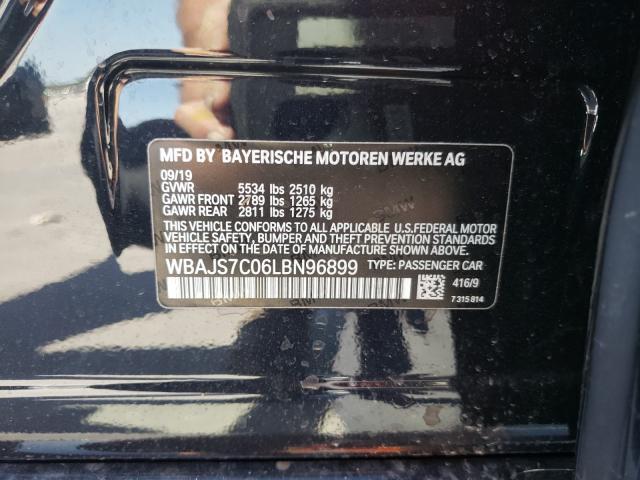 MFD BY BAYERISCHE MOTOREN WERKE AG
09/19
GVWR 5534 lbs 2510 kg
GAWR FRONT 2789 lbs 1265 kg
GAWR REAR 2811 lbs 1275 kg
THIS VEHICLE CONFORMS TO ALL APPLICABLE U.S.FEDERAL MOTOR
VEHICLE SAFETY, BUMPER AND THEFT PREVENTION STANDARDS
IN EFFECT ON THE DATE OF MANUFACTURE SHOWN ABOVE.
WBAJS7C06LBN96899 TYPE: PASSENGER CAR
416/9
7 315 814